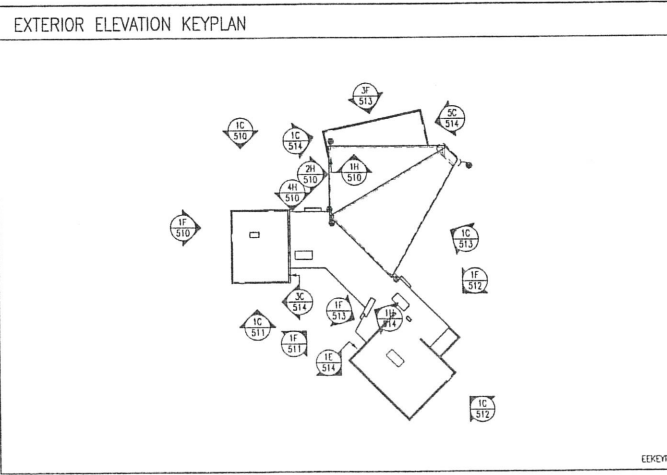 EXTERIOR ELEVATION KEYPLAN
3F
513
5C
514
1C
510
1C
514
2H
510
1H
510
4H
510
1F
510
1C
513
1F
512
3C
514
1F
513
1H
514
1C
511
1F
511
1E
514
1C
512